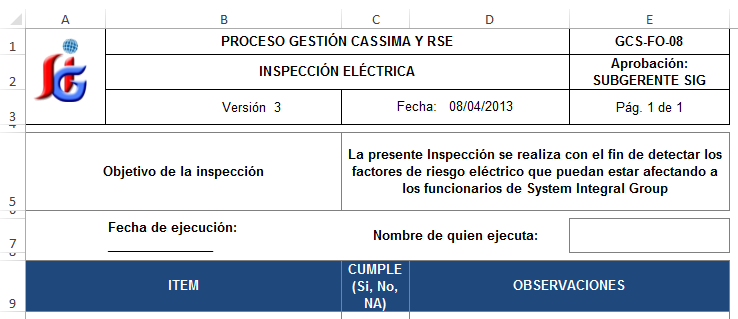 A B C D E
1 PROCESO GESTIÓN CASSIMA Y RSE GCS-FO-08
2 INSPECCIÓN ELÉCTRICA Aprobación:
SUBGERENTE SIG
3 Versión 3 Fecha: 08/04/2013 Pág. 1 de 1
La presente Inspección se realiza con el fin de detectar los
Objetivo de la inspección factores de riesgo eléctrico que puedan estar afectando a
5 los funcionarios de System Integral Group
Fecha de ejecución:
7 Nombre de quien ejecuta:
CUMPLE
ITEM (Si, No, OBSERVACIONES
9 NA)